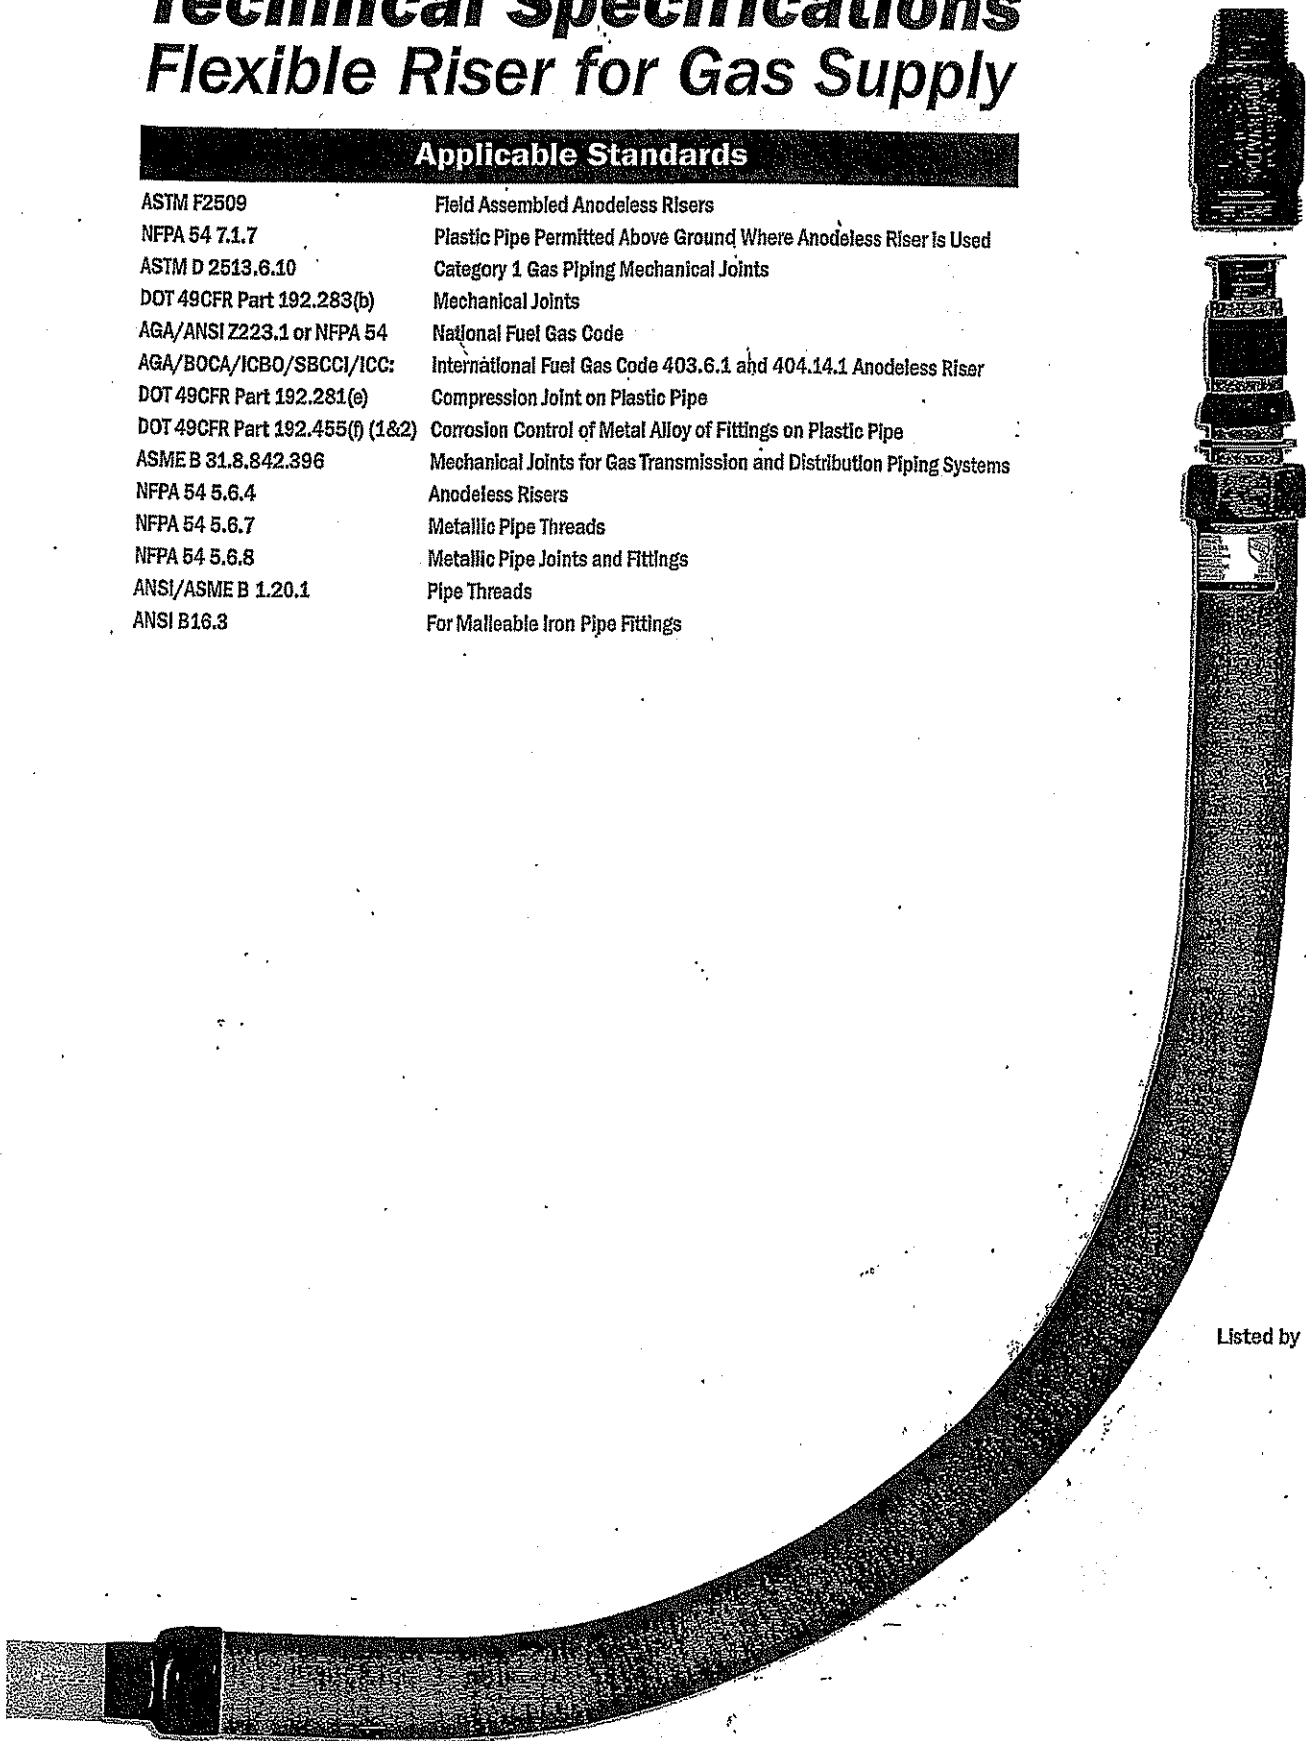 Technical Specifications
Flexible Riser for Gas Supply
Applicable Standards
ASTM F2509 Field Assembled Anodeless Risers
NFPA 54 7.1.7 Plastic Pipe Permitted Above Ground Where Anodeless Riser is Used
ASTM D 2513.6.10 Category 1 Gas Piping Mechanical Joints
DOT 49CFR Part 192.283(b) Mechanical Joints
AGA/ANSI Z223.1 or NFPA 54 National Fuel Gas Code
AGA/BOCA/ICBO/SBCCI/ICC: International Fuel Gas Code 403.6.1 and 404.14.1 Anodeless Riser
DOT 49CFR Part 192.281(e) Compression Joint on Plastic Pipe
DOT 49CFR Part 192.455(f) (1&2) Corrosion Control of Metal Alloy of Fittings on Plastic Pipe
ASME B 31.8.842.396 Mechanical Joints for Gas Transmission and Distribution Piping Systems
NFPA 54 5.6.4 Anodeless Risers
NFPA 54 5.6.7 Metallic Pipe Threads
NFPA 54 5.6.8 Metallic Pipe Joints and Fittings
ANSI/ASME B 1.20.1 Pipe Threads
ANSI B16.3 For Malleable Iron Pipe Fittings
Listed by